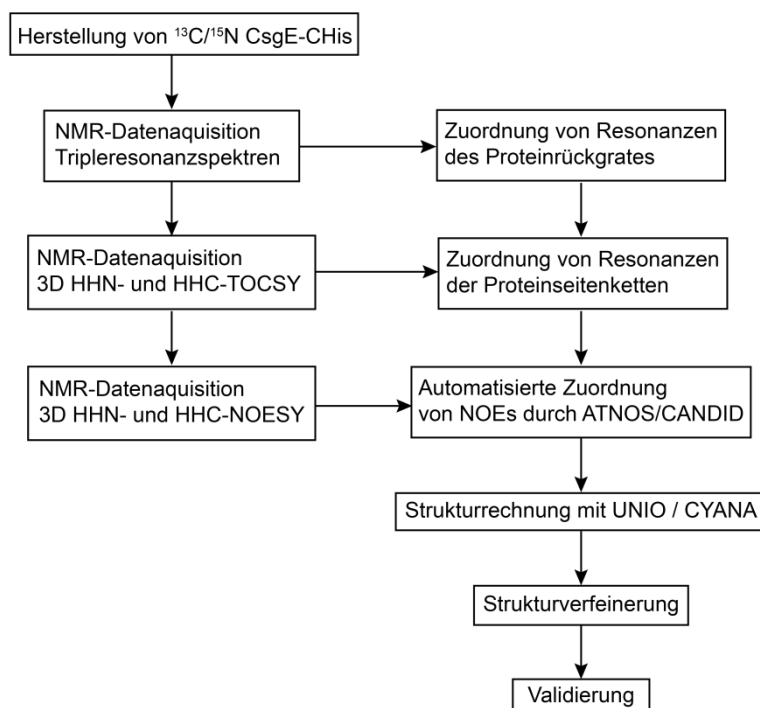 Herstellung von ¹³C/¹⁵N CsgE-CHis
NMR-Datenaquisition
Tripleresonanzspektren
Zuordnung von Resonanzen
des Proteinrückgrates
NMR-Datenaquisition
3D HHN- und HHC-TOCSY
Zuordnung von Resonanzen
der Proteinseitenketten
NMR-Datenaquisition
3D HHN- und HHC-NOESY
Automatisierte Zuordnung
von NOEs durch ATNOS/CANDID
Strukturrechnung mit UNIO / CYANA
Strukturverfeinerung
Validierung